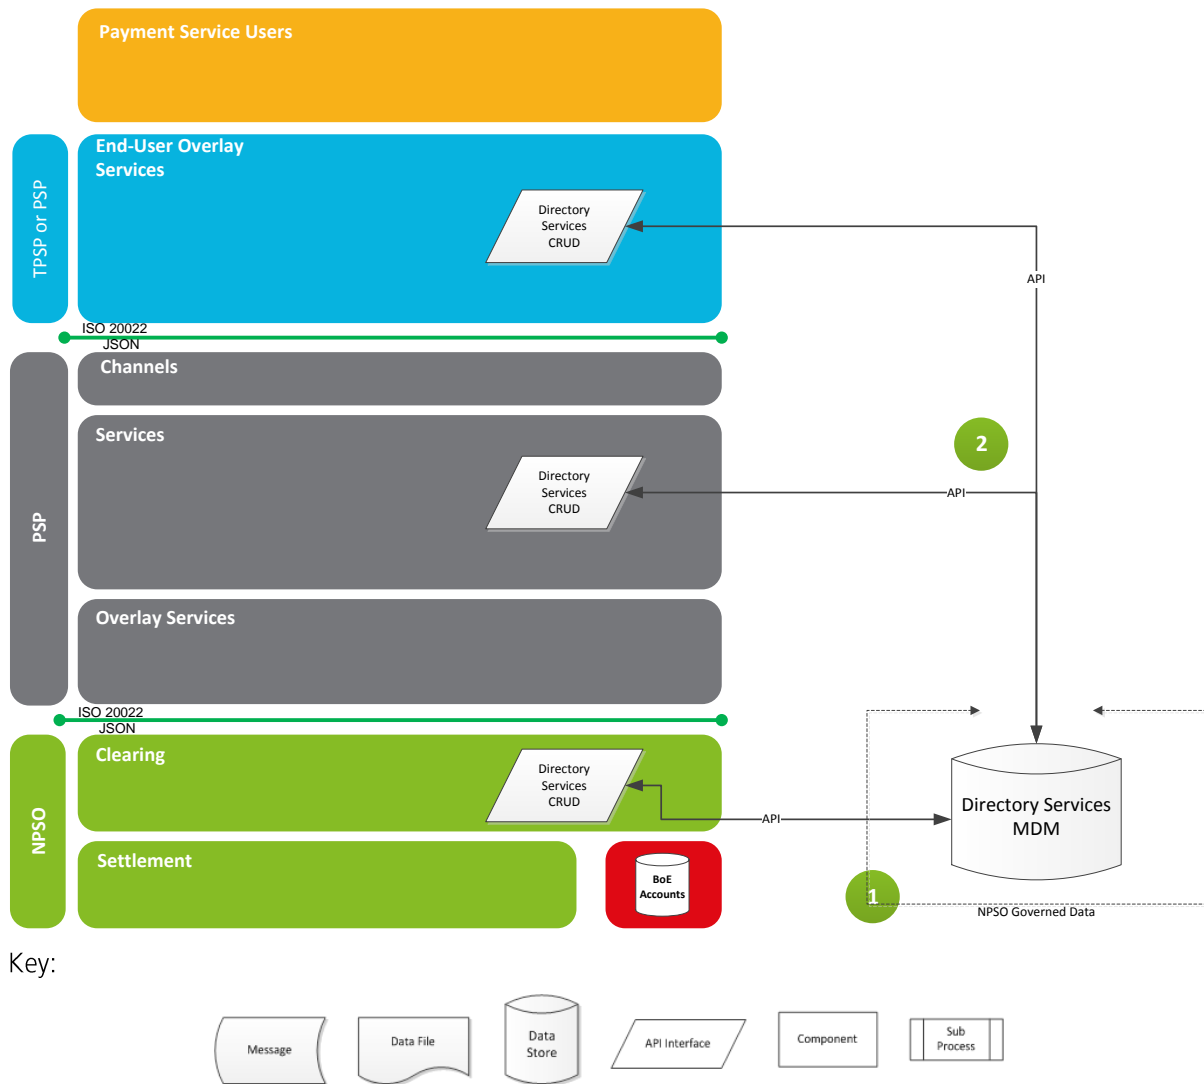 Payment Service Users
TPSP or PSP
End-User Overlay
Services
Directory
Services
CRUD
API
ISO 20022
JSON
PSP
Channels
Services
Directory
Services
CRUD
API
2
Overlay Services
ISO 20022
JSON
NPSO
Clearing
Directory
Services
CRUD
API
Directory Services
MDM
Settlement
BoE
Accounts
1
NPSO Governed Data
Key:
Message
Data File
Data
Store
API Interface
Component
Sub
Process